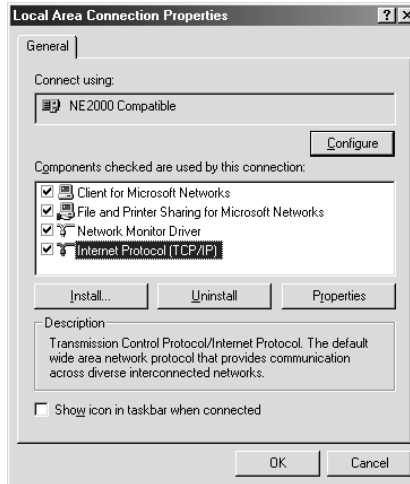 Local Area Connection Properties
General
Connect using:
NE2000 Compatible
Configure
Components checked are used by this connection:
Client for Microsoft Networks
File and Printer Sharing for Microsoft Networks
Network Monitor Driver
Internet Protocol (TCP/IP)
Install... Uninstall Properties
Description
Transmission Control Protocol/Internet Protocol. The default
wide area network protocol that provides communication
across diverse interconnected networks.
Show icon in taskbar when connected
OK Cancel